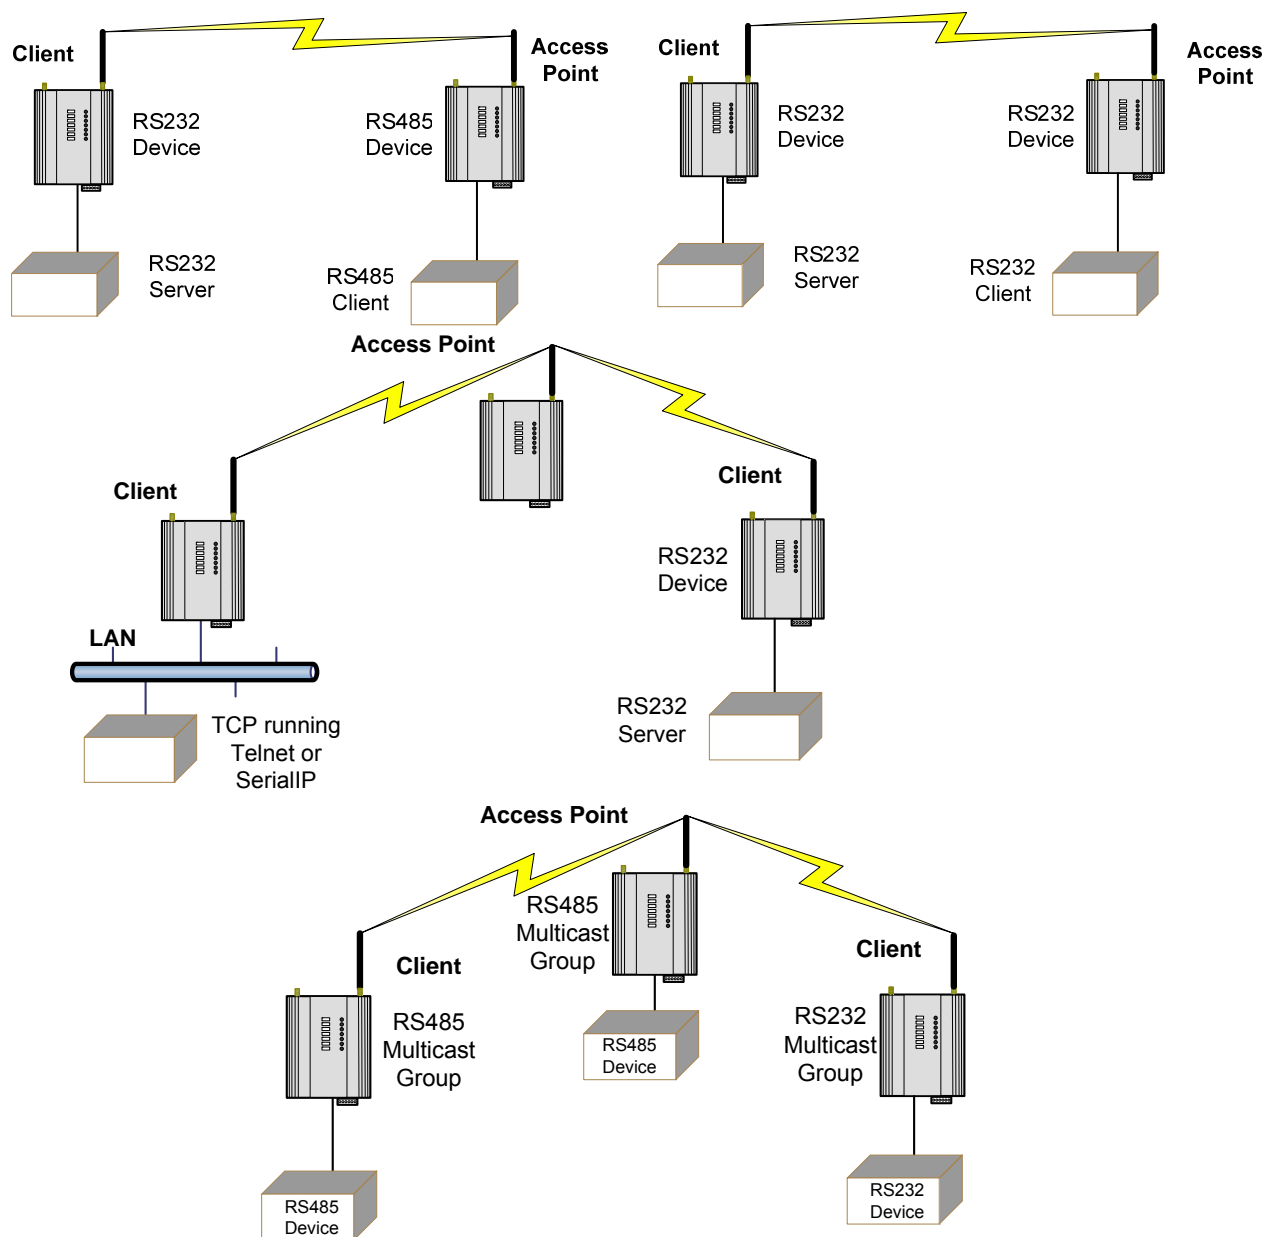 Client
RS232
Device
RS232
Server
Access
Point
RS485
Device
RS485
Client
Client
RS232
Device
RS232
Server
Access
Point
RS232
Device
RS232
Client
Access Point
Client
LAN
TCP running
Telnet or
SerialIP
Client
RS232
Device
RS232
Server
Access Point
RS485
Multicast
Group
RS485
Device
Client
RS485
Multicast
Group
RS485
Device
Client
RS232
Multicast
Group
RS232
Device